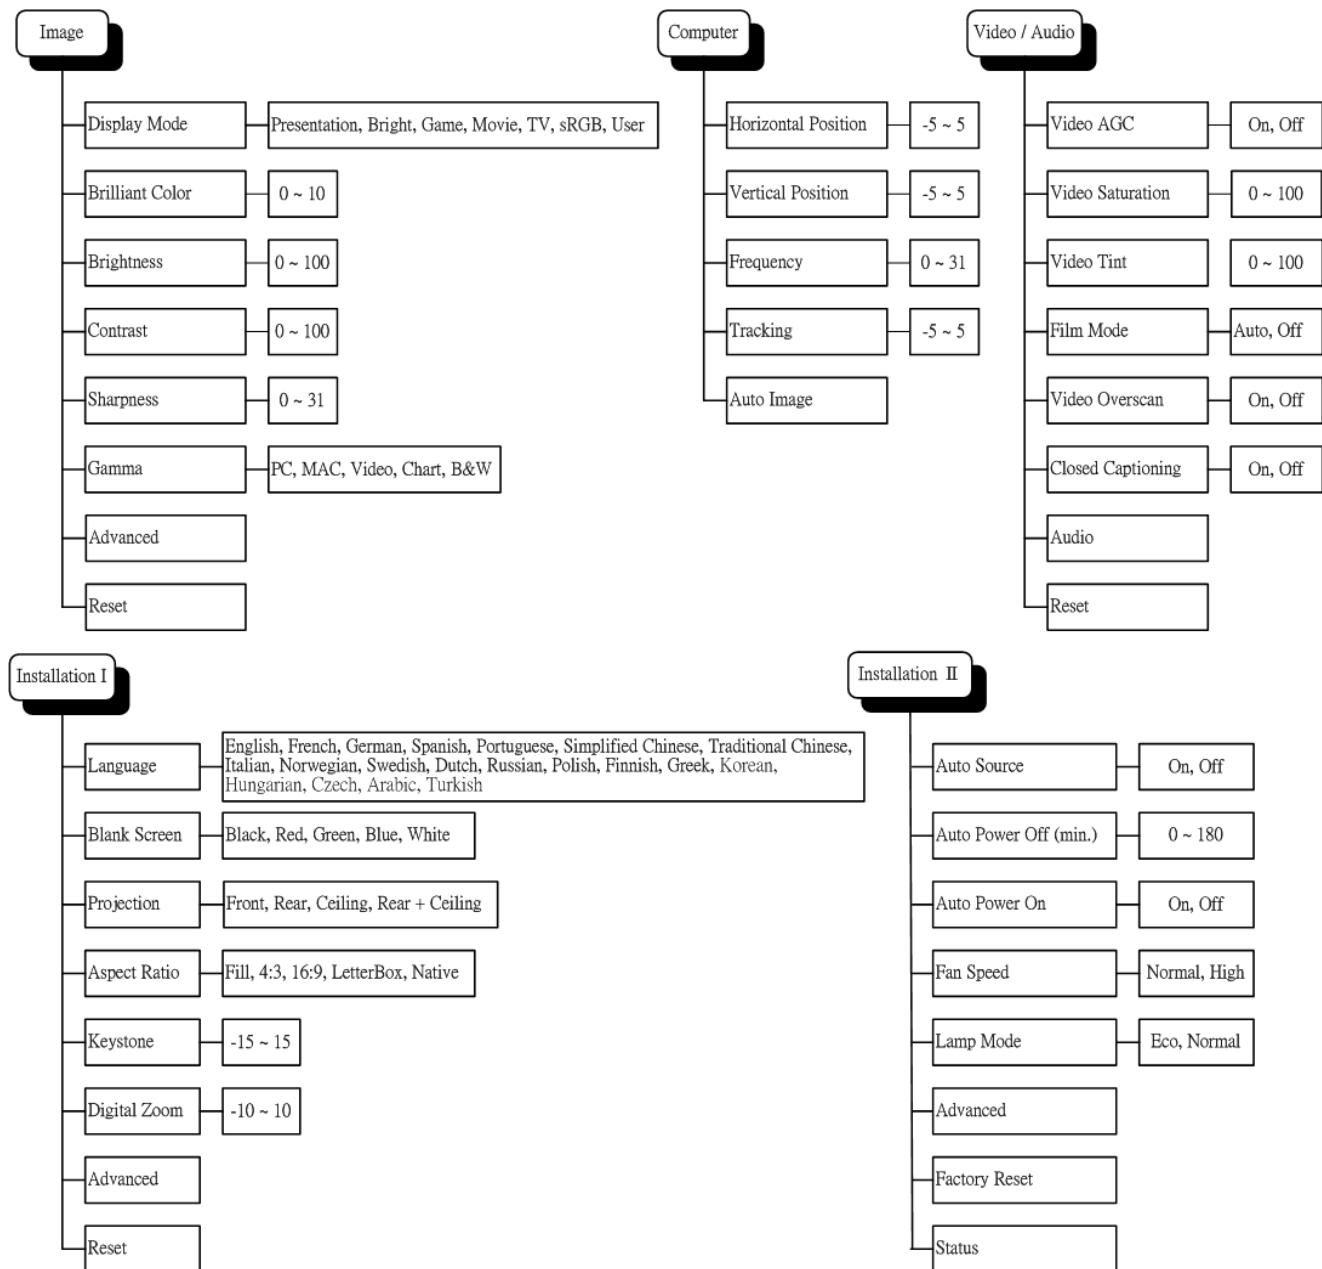 Image
Display Mode
Presentation, Bright, Game, Movie, TV, sRGB, User
Brilliant Color
0 ~ 10
Brightness
0 ~ 100
Contrast
0 ~ 100
Sharpness
0 ~ 31
Gamma
PC, MAC, Video, Chart, B&W
Advanced
Reset
Computer
Horizontal Position
-5 ~ 5
Vertical Position
-5 ~ 5
Frequency
0 ~ 31
Tracking
-5 ~ 5
Auto Image
Video / Audio
Video AGC
On, Off
Video Saturation
0 ~ 100
Video Tint
0 ~ 100
Film Mode
Auto, Off
Video Overscan
On, Off
Closed Captioning
On, Off
Audio
Reset
Installation I
Language
English, French, German, Spanish, Portuguese, Simplified Chinese, Traditional Chinese,
Italian, Norwegian, Swedish, Dutch, Russian, Polish, Finnish, Greek, Korean,
Hungarian, Czech, Arabic, Turkish
Blank Screen
Black, Red, Green, Blue, White
Projection
Front, Rear, Ceiling, Rear + Ceiling
Aspect Ratio
Fill, 4:3, 16:9, LetterBox, Native
Keystone
-15 ~ 15
Digital Zoom
-10 ~ 10
Advanced
Reset
Installation II
Auto Source
On, Off
Auto Power Off (min.)
0 ~ 180
Auto Power On
On, Off
Fan Speed
Normal, High
Lamp Mode
Eco, Normal
Advanced
Factory Reset
Status